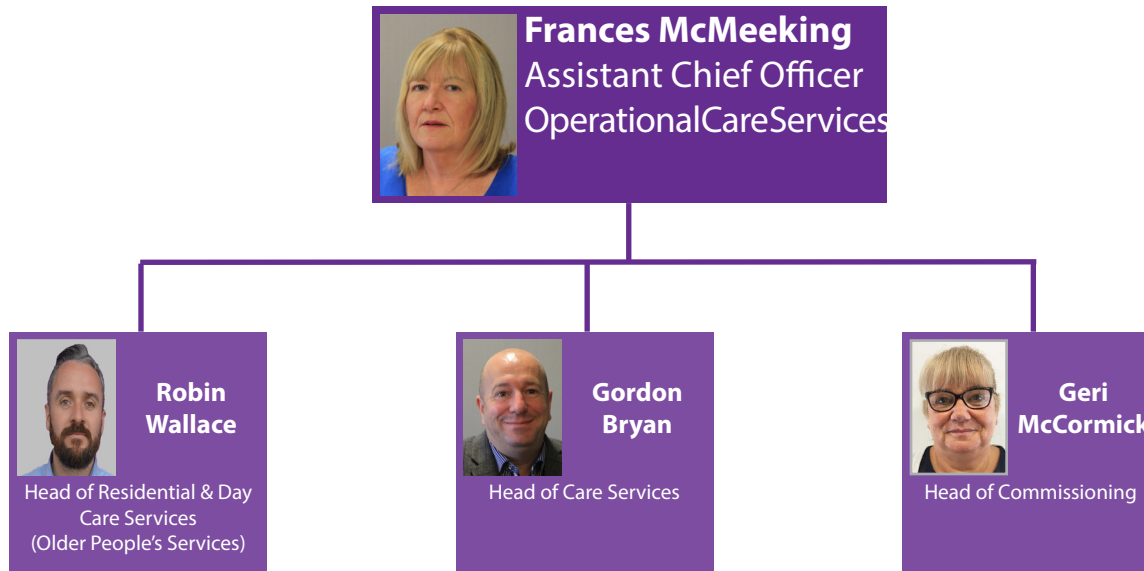 Frances McMeeking
Assistant Chief Officer
OperationalCareServices
Robin
Wallace
Head of Residential & Day
Care Services
(Older People’s Services)
Gordon
Bryan
Head of Care Services
Geri
McCormick
Head of Commissioning